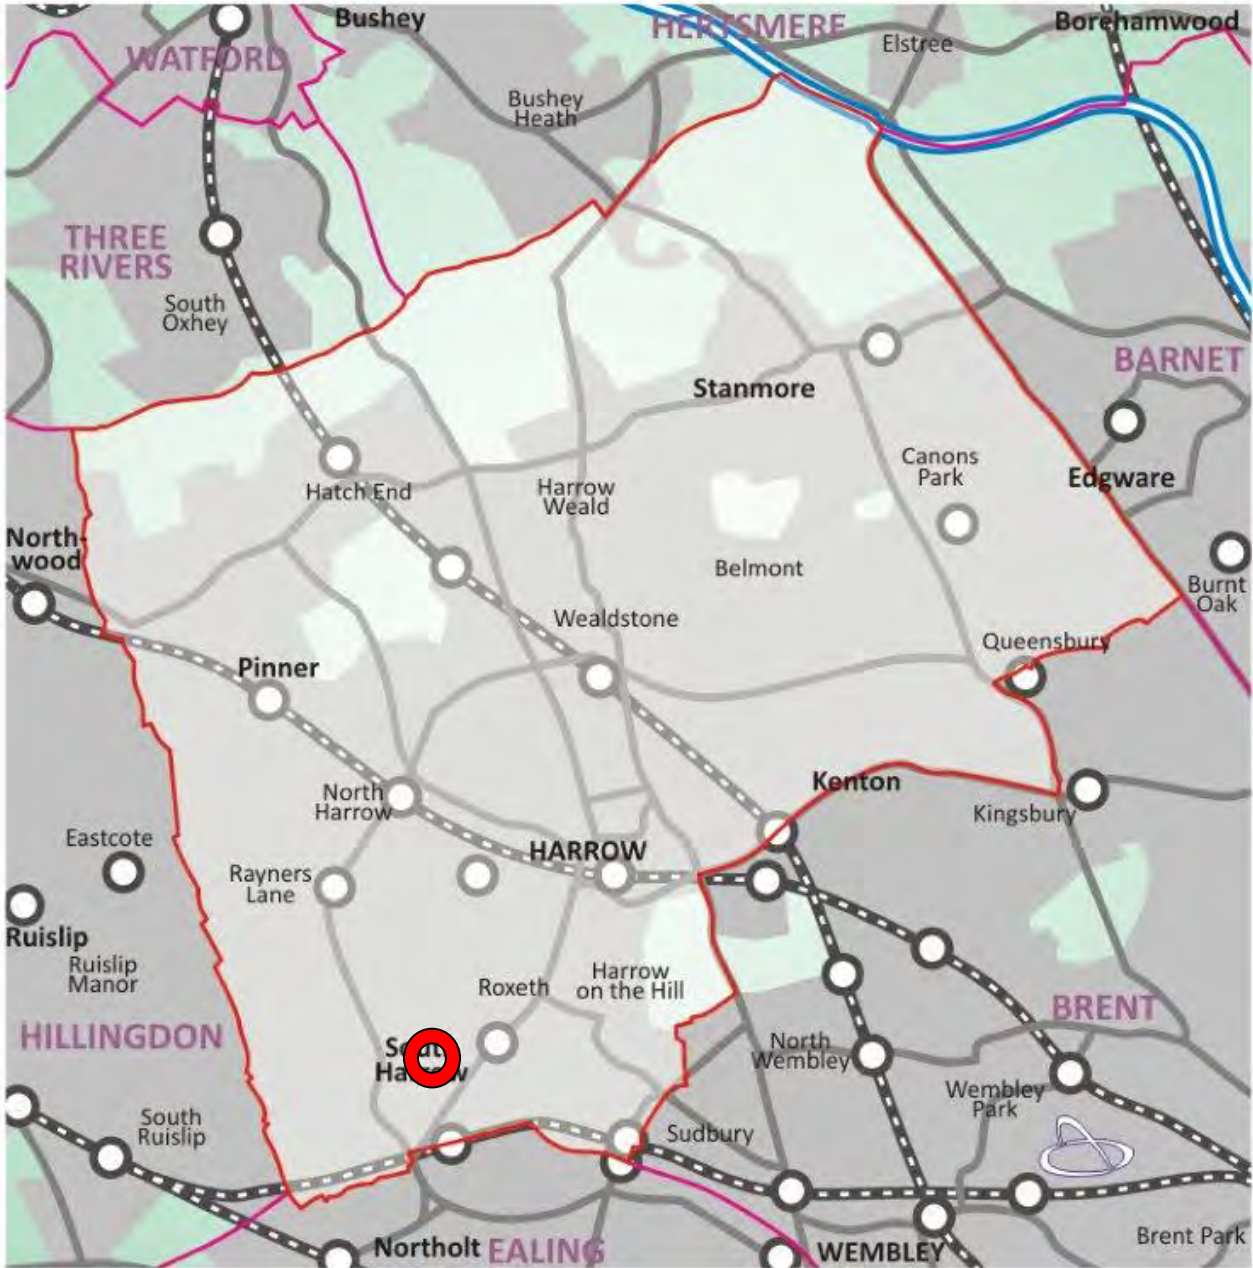 Bushey
HERTSMERE
Borehamwood
WATFORD
Elstree
Bushey
Heath
THREE
RIVERS
South
Oxhey
BARNET
Stanmore
Canons
Park
Edgware
Hatch End
Harrow
Weald
North-
wood
Belmont
Burnt
Oak
Wealdstone
Queensbury
Pinner
Kenton
North
Harrow
Kingsbury
Eastcote
HARROW
Rayners
Lane
Ruislip
Ruislip
Manor
Roxeth
Harrow
on the Hill
BRENT
HILLINGDON
South
Harrow
North
Wembley
Wembley
Park
South
Ruislip
Sudbury
Northolt
EALING
WEMBLEY
Brent Park